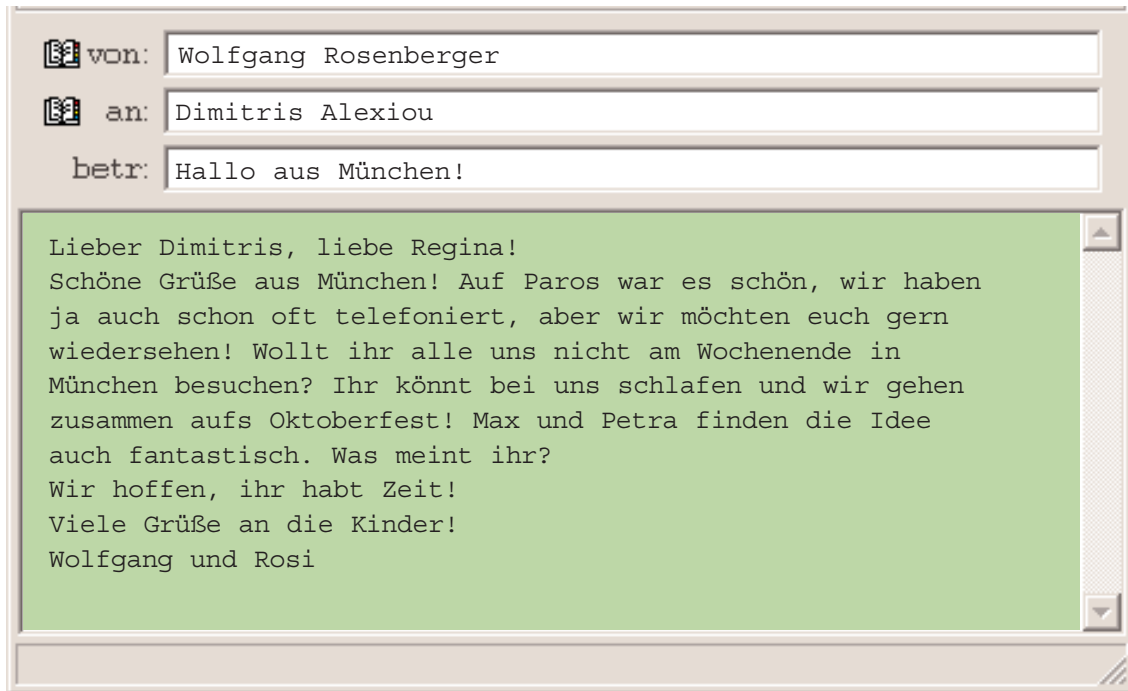 von: Wolfgang Rosenberger
an: Dimitris Alexiou
betr: Hallo aus München!
Lieber Dimitris, liebe Regina!
Schöne Grüße aus München! Auf Paros war es schön, wir haben
ja auch schon oft telefoniert, aber wir möchten euch gern
wiedersehen! Wollt ihr alle uns nicht am Wochenende in
München besuchen? Ihr könnt bei uns schlafen und wir gehen
zusammen aufs Oktoberfest! Max und Petra finden die Idee
auch fantastisch. Was meint ihr?
Wir hoffen, ihr habt Zeit!
Viele Grüße an die Kinder!
Wolfgang und Rosi